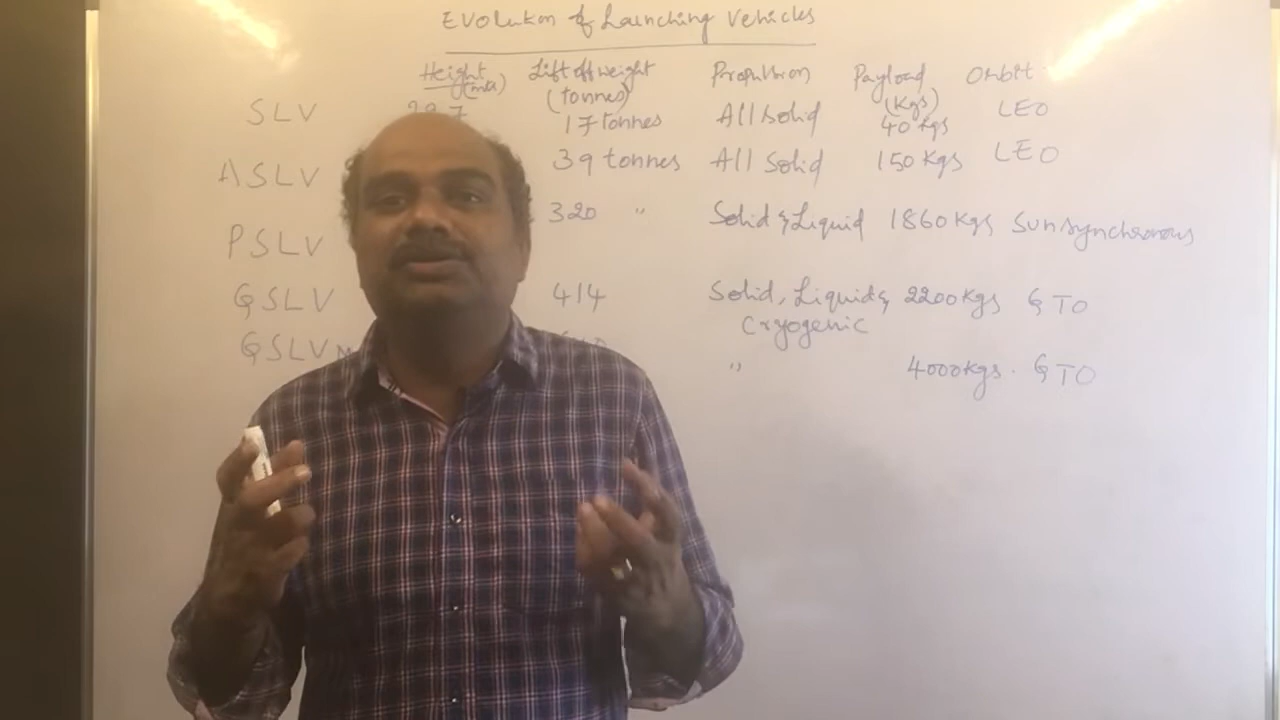 Evolution of Launching Vehicles
Height (mts) Lift off weight (tonnes) Propulsion Payload (Kgs) Orbit
SLV 17 tonnes All Solid 40 Kgs LEO
ASLV 39 tonnes All Solid 150 Kgs LEO
PSLV 320 " Solid & Liquid 1860 Kgs Sunsynchronous
GSLV 414 Solid, Liquid & Cryogenic 2200 Kgs GTO
GSLV " 4000 Kgs. GTO